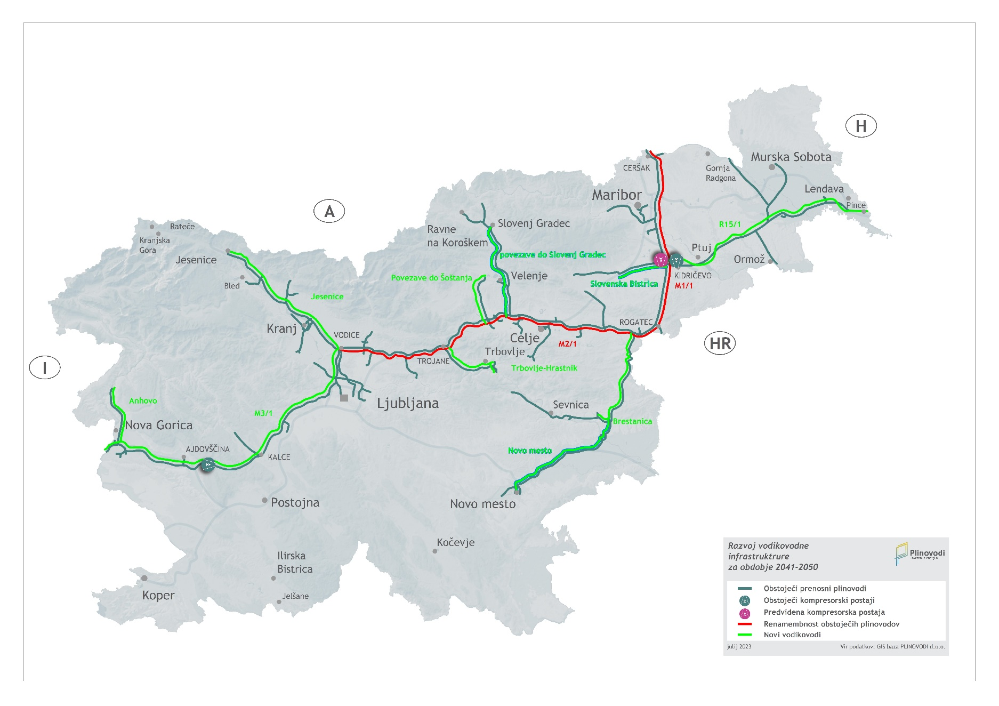 H
Murska Sobota
CERŠAK
Gornja
Radgona
Lendava
Maribor
Pince
A
R15/1
Slovenj Gradec
Rateče
Ravne
na Koroškem
Kranjska
Gora
Ptuj
povezave do Slovenj Gradec
Jesenice
Ormož
Velenje
KIDRIČEVO
Povezave do Šoštanja
Slovenska Bistrica
M1/1
Bled
Jesenice
ROGATEC
Kranj
VODICE
Celje
M2/1
HR
Trbovlje
TROJANE
I
Trbovlje-Hrastnik
Anhovo
Ljubljana
Sevnica
M3/1
Brestanica
Nova Gorica
AJDOVŠČINA
Novo mesto
KALCE
Postojna
Novo mesto
Kočevje
Ilirska
Bistrica
Koper
Jelšane
Razvoj vodikovodne
infrastruktrure
za obdobje 2041-2050
Plinovodi
Povezani z energijo
Obstoječi prenosni plinovodi
Obstoječi kompresorski postaji
Predvidena kompresorska postaja
Renamembnost obstoječih plinovodov
Novi vodikovodi
julij 2023
Vir podatkov: GIS baza PLINOVODI d.o.o.